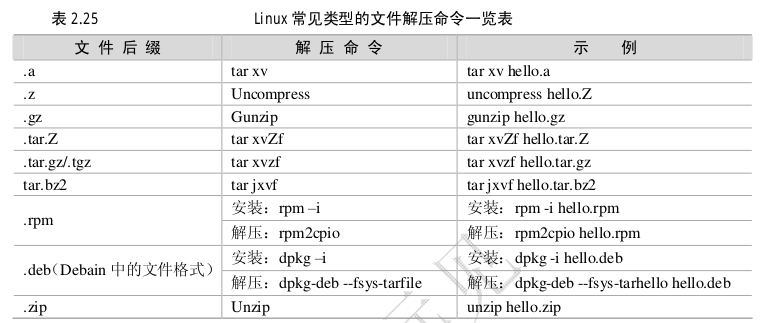 表 2.25 Linux 常见类型的文件解压命令一览表
文件后缀 解压命令 示例
.a tar xv tar xv hello.a
.z Uncompress uncompress hello.Z
.gz Gunzip gunzip hello.gz
.tar.Z tar xvZf tar xvZf hello.tar.Z
.tar.gz/.tgz tar xvzf tar xvzf hello.tar.gz
tar.bz2 tar jxvf tar jxvf hello.tar.bz2
.rpm 安装：rpm –i 安装：rpm -i hello.rpm
解压：rpm2cpio 解压：rpm2cpio hello.rpm
.deb（Debain 中的文件格式） 安装：dpkg –i 安装：dpkg -i hello.deb
解压：dpkg-deb --fsys-tarfile 解压：dpkg-deb --fsys-tarhello hello.deb
.zip Unzip unzip hello.zip